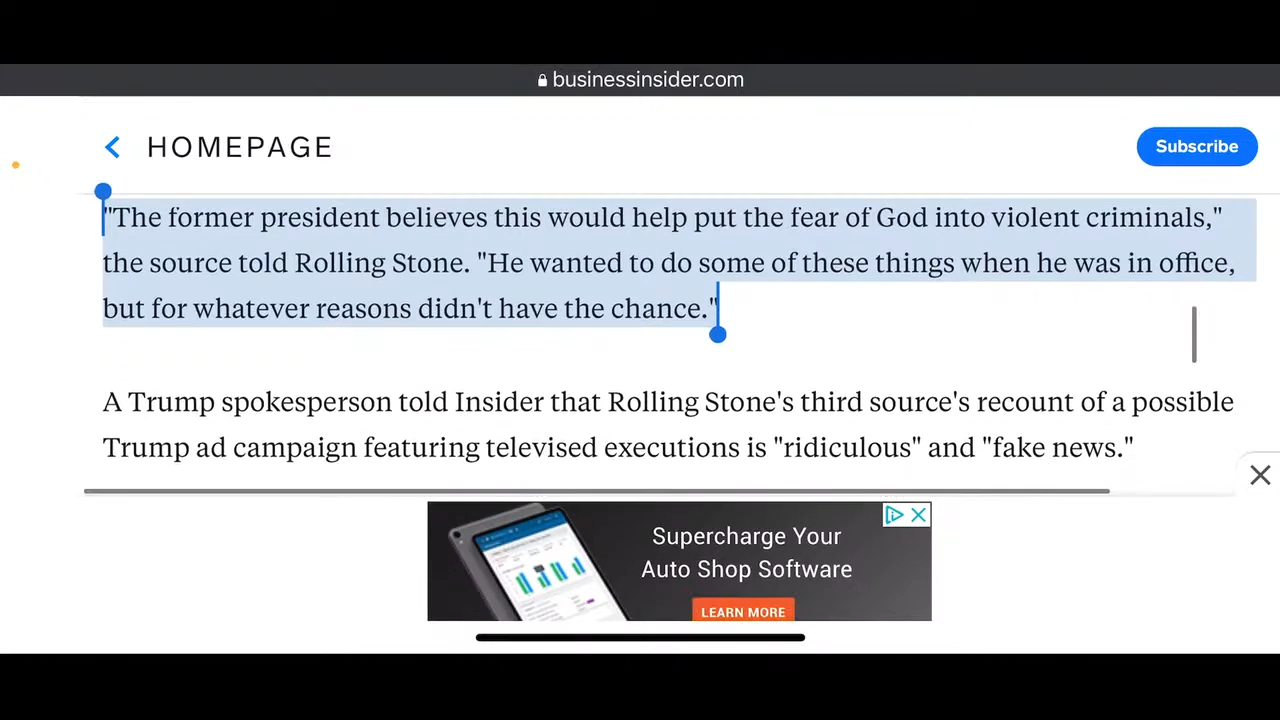 businessinsider.com
HOMEPAGE
Subscribe
"The former president believes this would help put the fear of God into violent criminals,"
the source told Rolling Stone. "He wanted to do some of these things when he was in office,
but for whatever reasons didn't have the chance."
A Trump spokesperson told Insider that Rolling Stone's third source's recount of a possible
Trump ad campaign featuring televised executions is "ridiculous" and "fake news."
Supercharge Your
Auto Shop Software
LEARN MORE